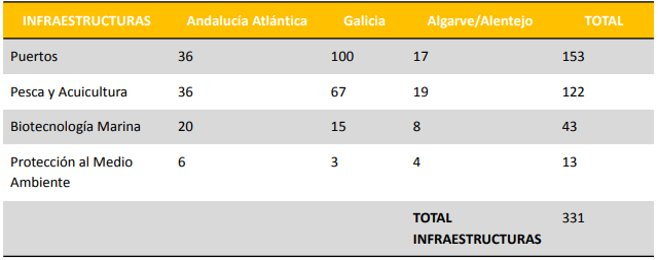 INFRAESTRUCTURAS Andalucía Atlántica Galicia Algarve/Alentejo TOTAL
Puertos 36 100 17 153
Pesca y Acuicultura 36 67 19 122
Biotecnología Marina 20 15 8 43
Protección al Medio 6 3 4 13
Ambiente
TOTAL 331
INFRAESTRUCTURAS